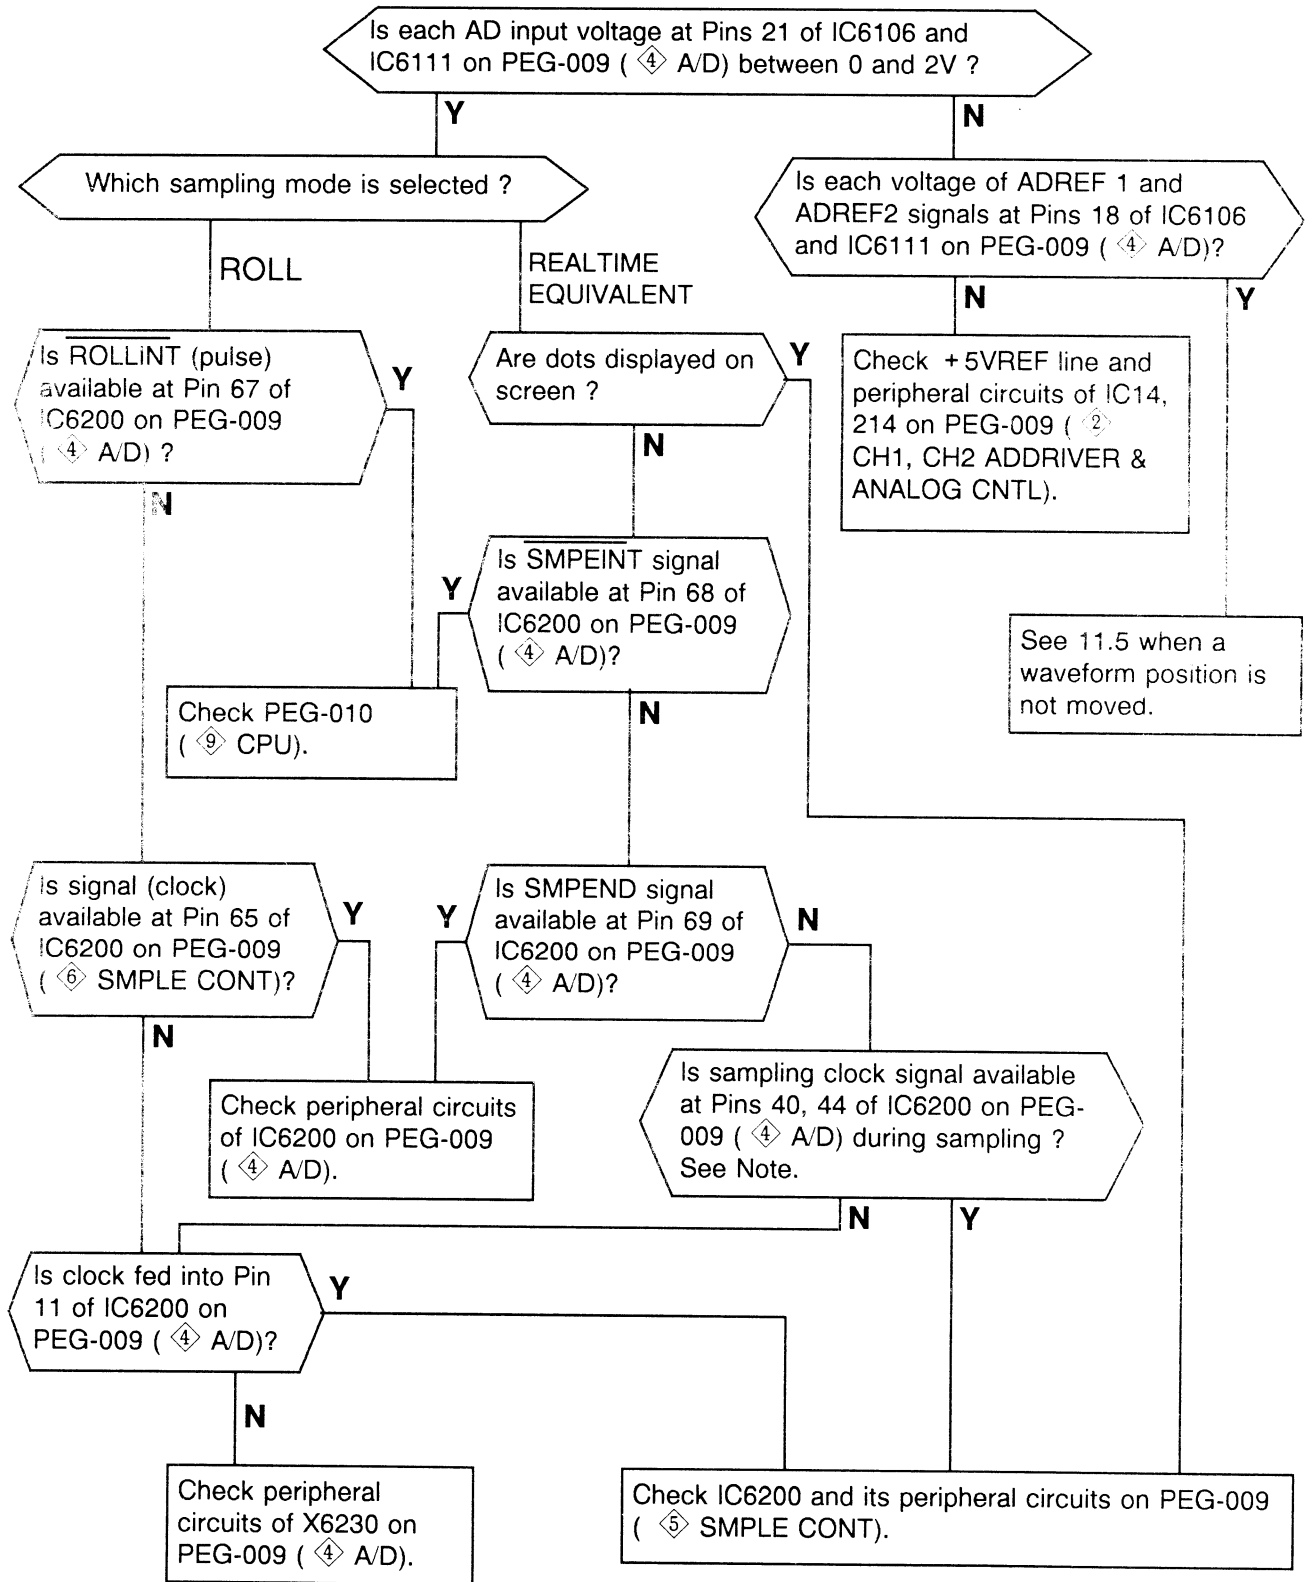 Is each AD input voltage at Pins 21 of IC6106 and
IC6111 on PEG-009 ( 4 A/D) between 0 and 2V ?
Y
N
Which sampling mode is selected ?
Is each voltage of ADREF 1 and
ADREF2 signals at Pins 18 of IC6106
and IC6111 on PEG-009 ( 4 A/D)?
ROLL
REALTIME
EQUIVALENT
N
Y
Is ROLLiNT (pulse)
available at Pin 67 of
IC6200 on PEG-009
( 4 A/D) ?
Y
N
Are dots displayed on
screen ?
Y
N
Check +5VREF line and
peripheral circuits of IC14,
214 on PEG-009 ( 2
CH1, CH2 ADDRIVER &
ANALOG CNTL).
Is SMPEINT signal
available at Pin 68 of
IC6200 on PEG-009
( 4 A/D)?
Y
N
See 11.5 when a
waveform position is
not moved.
Check PEG-010
( 9 CPU).
Is signal (clock)
available at Pin 65 of
IC6200 on PEG-009
( 6 SMPLE CONT)?
Y
N
Is SMPEND signal
available at Pin 69 of
IC6200 on PEG-009
( 4 A/D)?
Y
N
Check peripheral circuits
of IC6200 on PEG-009
( 4 A/D).
Is sampling clock signal available
at Pins 40, 44 of IC6200 on PEG-
009 ( 4 A/D) during sampling ?
See Note.
N
Y
Is clock fed into Pin
11 of IC6200 on
PEG-009 ( 4 A/D)?
Y
N
Check peripheral
circuits of X6230 on
PEG-009 ( 4 A/D).
Check IC6200 and its peripheral circuits on PEG-009
( 5 SMPLE CONT).